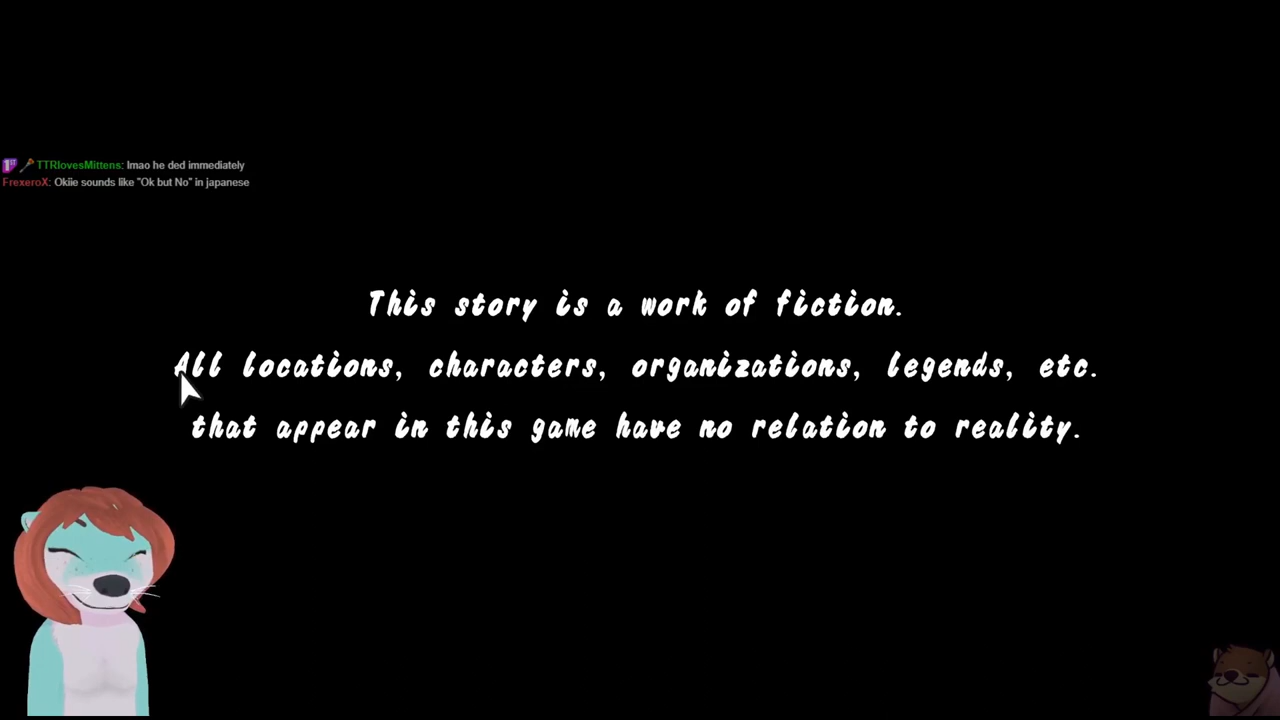 1ST TTRlovesMittens: lmao he ded immediately
FrexeroX: Okiie sounds like "Ok but No" in japanese
This story is a work of fiction.
All locations, characters, organizations, legends, etc.
that appear in this game have no relation to reality.